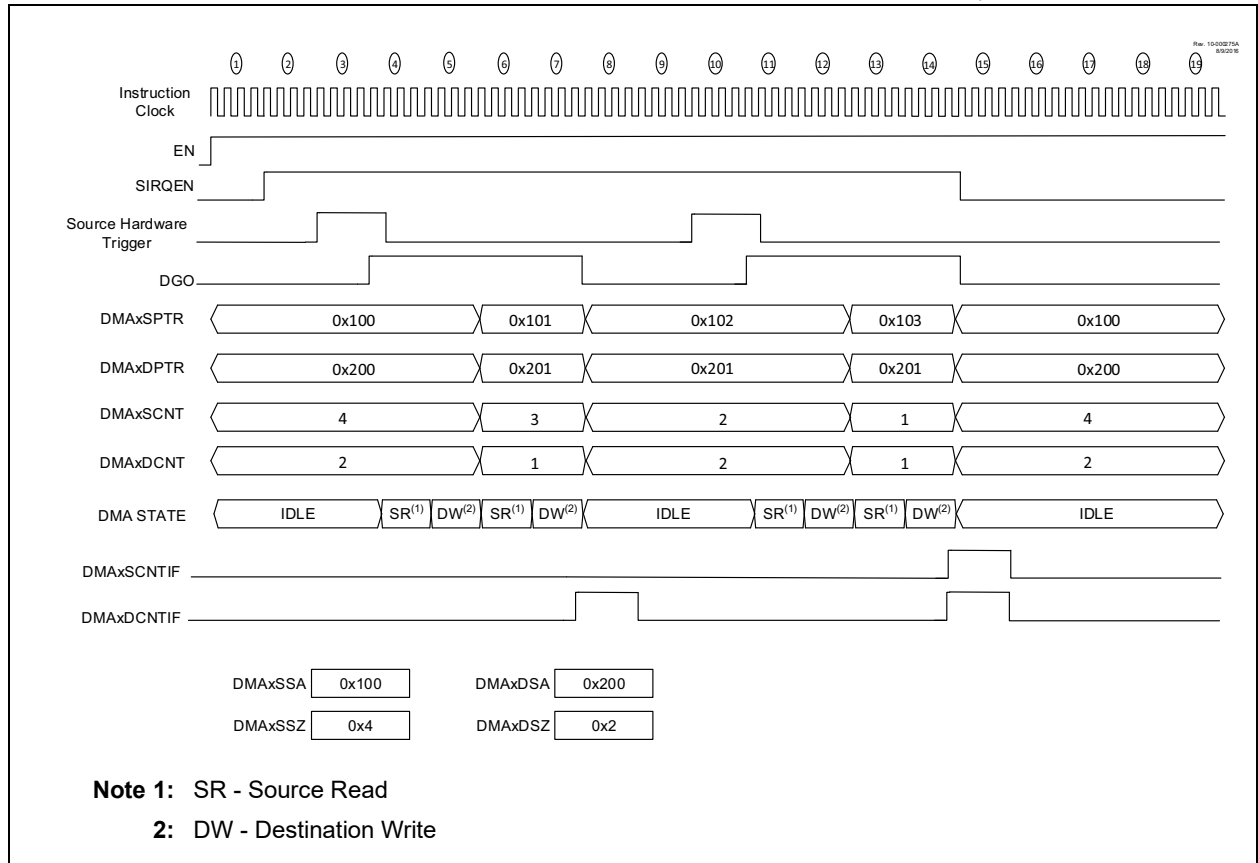 Rev. 10-000275A
8/9/2016
1 2 3 4 5 6 7 8 9 10 11 12 13 14 15 16 17 18 19
Instruction
Clock
EN
SIRQEN
Source Hardware
Trigger
DGO
DMAxSPTR 0x100 0x101 0x102 0x103 0x100
DMAxDPTR 0x200 0x201 0x201 0x201 0x200
DMAxSCNT 4 3 2 1 4
DMAxDCNT 2 1 2 1 2
DMA STATE IDLE SR(1) DW(2) SR(1) DW(2) IDLE SR(1) DW(2) SR(1) DW(2) IDLE
DMAxSCNTIF
DMAxDCNTIF
DMAxSSA 0x100 DMAxDSA 0x200
DMAxSSZ 0x4 DMAxDSZ 0x2
Note 1: SR - Source Read
2: DW - Destination Write